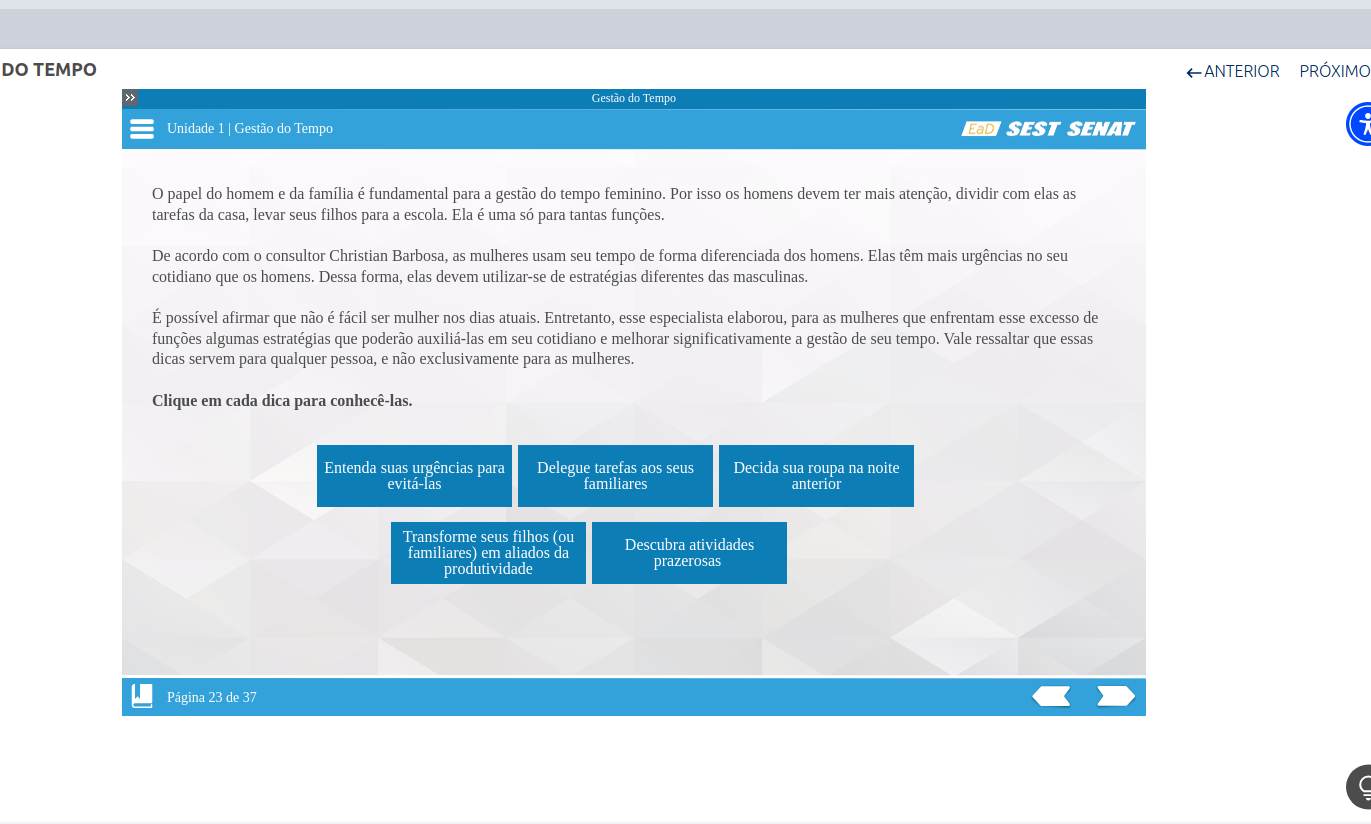 DO TEMPO
ANTERIOR
PRÓXIMO
Gestão do Tempo
Unidade 1 | Gestão do Tempo
EaD SEST SENAT
O papel do homem e da família é fundamental para a gestão do tempo feminino. Por isso os homens devem ter mais atenção, dividir com elas as
tarefas da casa, levar seus filhos para a escola. Ela é uma só para tantas funções.
De acordo com o consultor Christian Barbosa, as mulheres usam seu tempo de forma diferenciada dos homens. Elas têm mais urgências no seu
cotidiano que os homens. Dessa forma, elas devem utilizar-se de estratégias diferentes das masculinas.
É possível afirmar que não é fácil ser mulher nos dias atuais. Entretanto, esse especialista elaborou, para as mulheres que enfrentam esse excesso de
funções algumas estratégias que poderão auxiliá-las em seu cotidiano e melhorar significativamente a gestão de seu tempo. Vale ressaltar que essas
dicas servem para qualquer pessoa, e não exclusivamente para as mulheres.
Clique em cada dica para conhecê-las.
Entenda suas urgências para
evitá-las
Delegue tarefas aos seus
familiares
Decida sua roupa na noite
anterior
Transforme seus filhos (ou
familiares) em aliados da
produtividade
Descubra atividades
prazerosas
Página 23 de 37